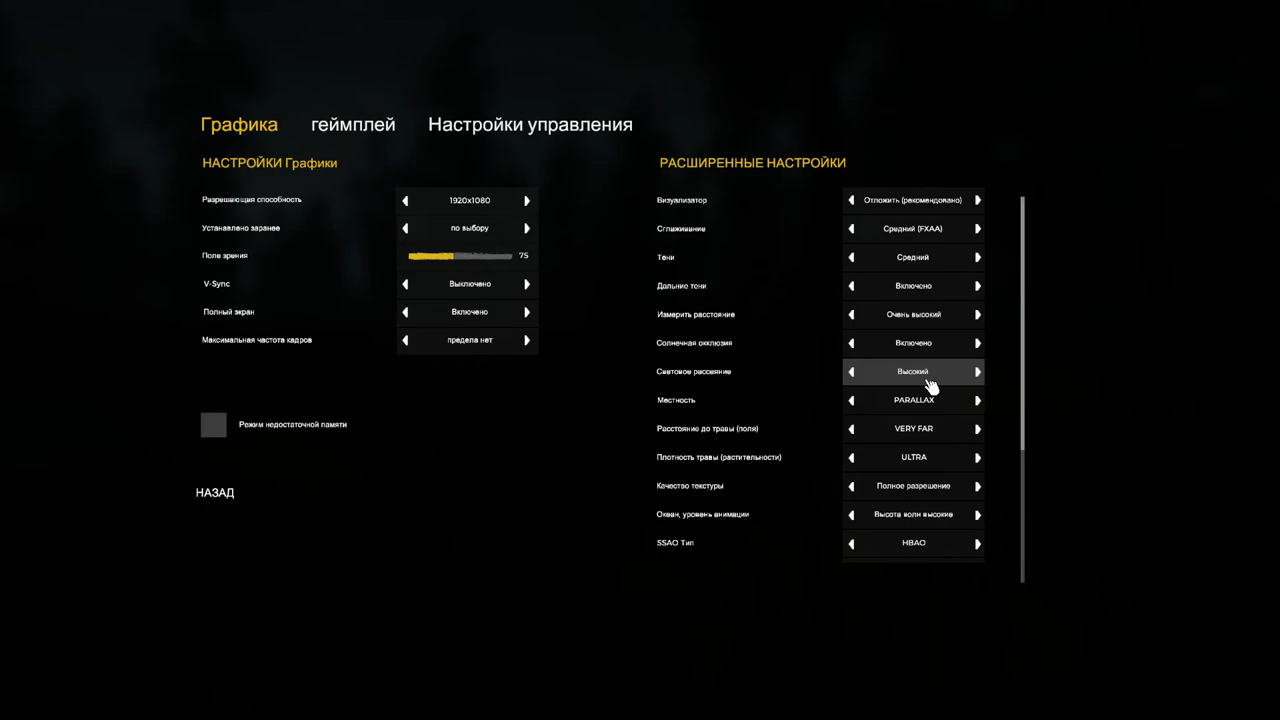 Графика геймплей Настройки управления
НАСТРОЙКИ Графики
Разрешающая способность 1920x1080
Устанавлено заранее по выбору
Поле зрения 75
V-Sync Выключено
Полный экран Включено
Максимальная частота кадров предела нет
Режим недостаточной памяти
НАЗАД
РАСШИРЕННЫЕ НАСТРОЙКИ
Визуализатор Отложить (рекомендовано)
Сглаживание Средний (FXAA)
Тени Средний
Дальние тени Включено
Измерить расстояние Очень высокий
Солнечная окклюзия Включено
Световое рассеяние Высокий
Местность PARALLAX
Расстояние до травы (поля) VERY FAR
Плотность травы (растительности) ULTRA
Качество текстуры Полное разрешение
Океан, уровень анимации Высота волн высокие
SSAO Тип HBAO